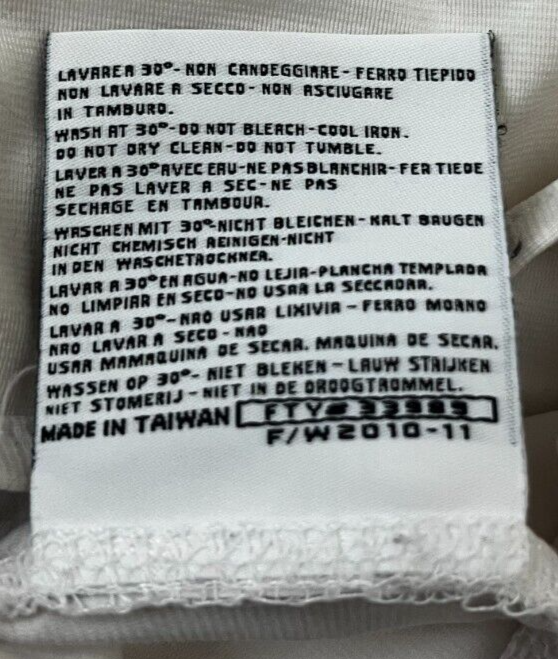 LAVARE A 30°- NON CANDEGGIARE - FERRO TIEPIDO
NON LAVARE A SECCO - NON ASCIUGARE
IN TAMBURO.
WASH AT 30°-DO NOT BLEACH-COOL IRON.
DO NOT DRY CLEAN-DO NOT TUMBLE.
LAVER A 30° AVEC EAU-NE PAS BLANCHIR- FER TIEDE
NE PAS LAVER A SEC-NE PAS
SECHAGE EN TAMBOUR.
WASCHEN MIT 30°-NICHT BLEICHEN - KALT BAUGEN
NICHT CHEMISCH REINIGEN-NICHT
IN DEN WASCHETROCKNER.
LAVAR A 30° EN AGUA-NO LEJIA-PLANCHA TEMPLADA
NO LIMPIAR EN SECO-NO USAR LA SECCADRA.
LAVAR A 30°-NAO USAR LIXIVIA - FERRO MORNO
NAO LAVAR A SECO - NAO
USAR MAMAQUINA DE SECAR. MAQUINA DE SECAR.
WASSEN OP 30°- NIET BLEKEN - LAUW STRIJKEN
NIET STOMERIJ - NIET IN DE DROOGTROMMEL.
MADE IN TAIWAN FTY# 33989
F/W2010-11